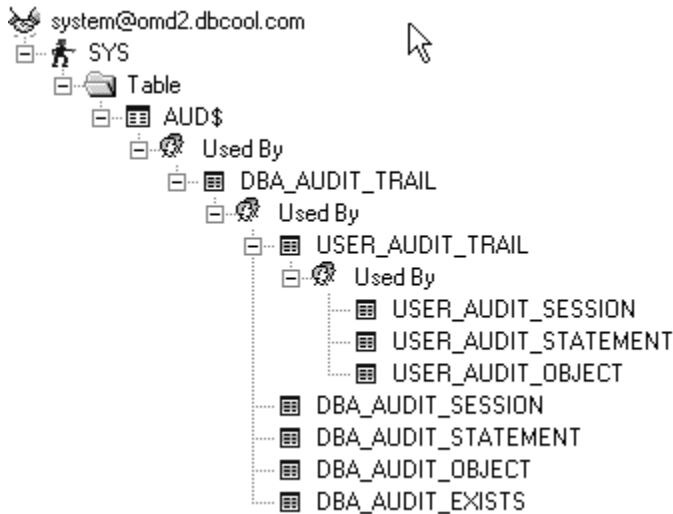 system@omd2.dbcool.com
SYS
Table
AUD$
Used By
DBA_AUDIT_TRAIL
Used By
USER_AUDIT_TRAIL
Used By
USER_AUDIT_SESSION
USER_AUDIT_STATEMENT
USER_AUDIT_OBJECT
DBA_AUDIT_SESSION
DBA_AUDIT_STATEMENT
DBA_AUDIT_OBJECT
DBA_AUDIT_EXISTS